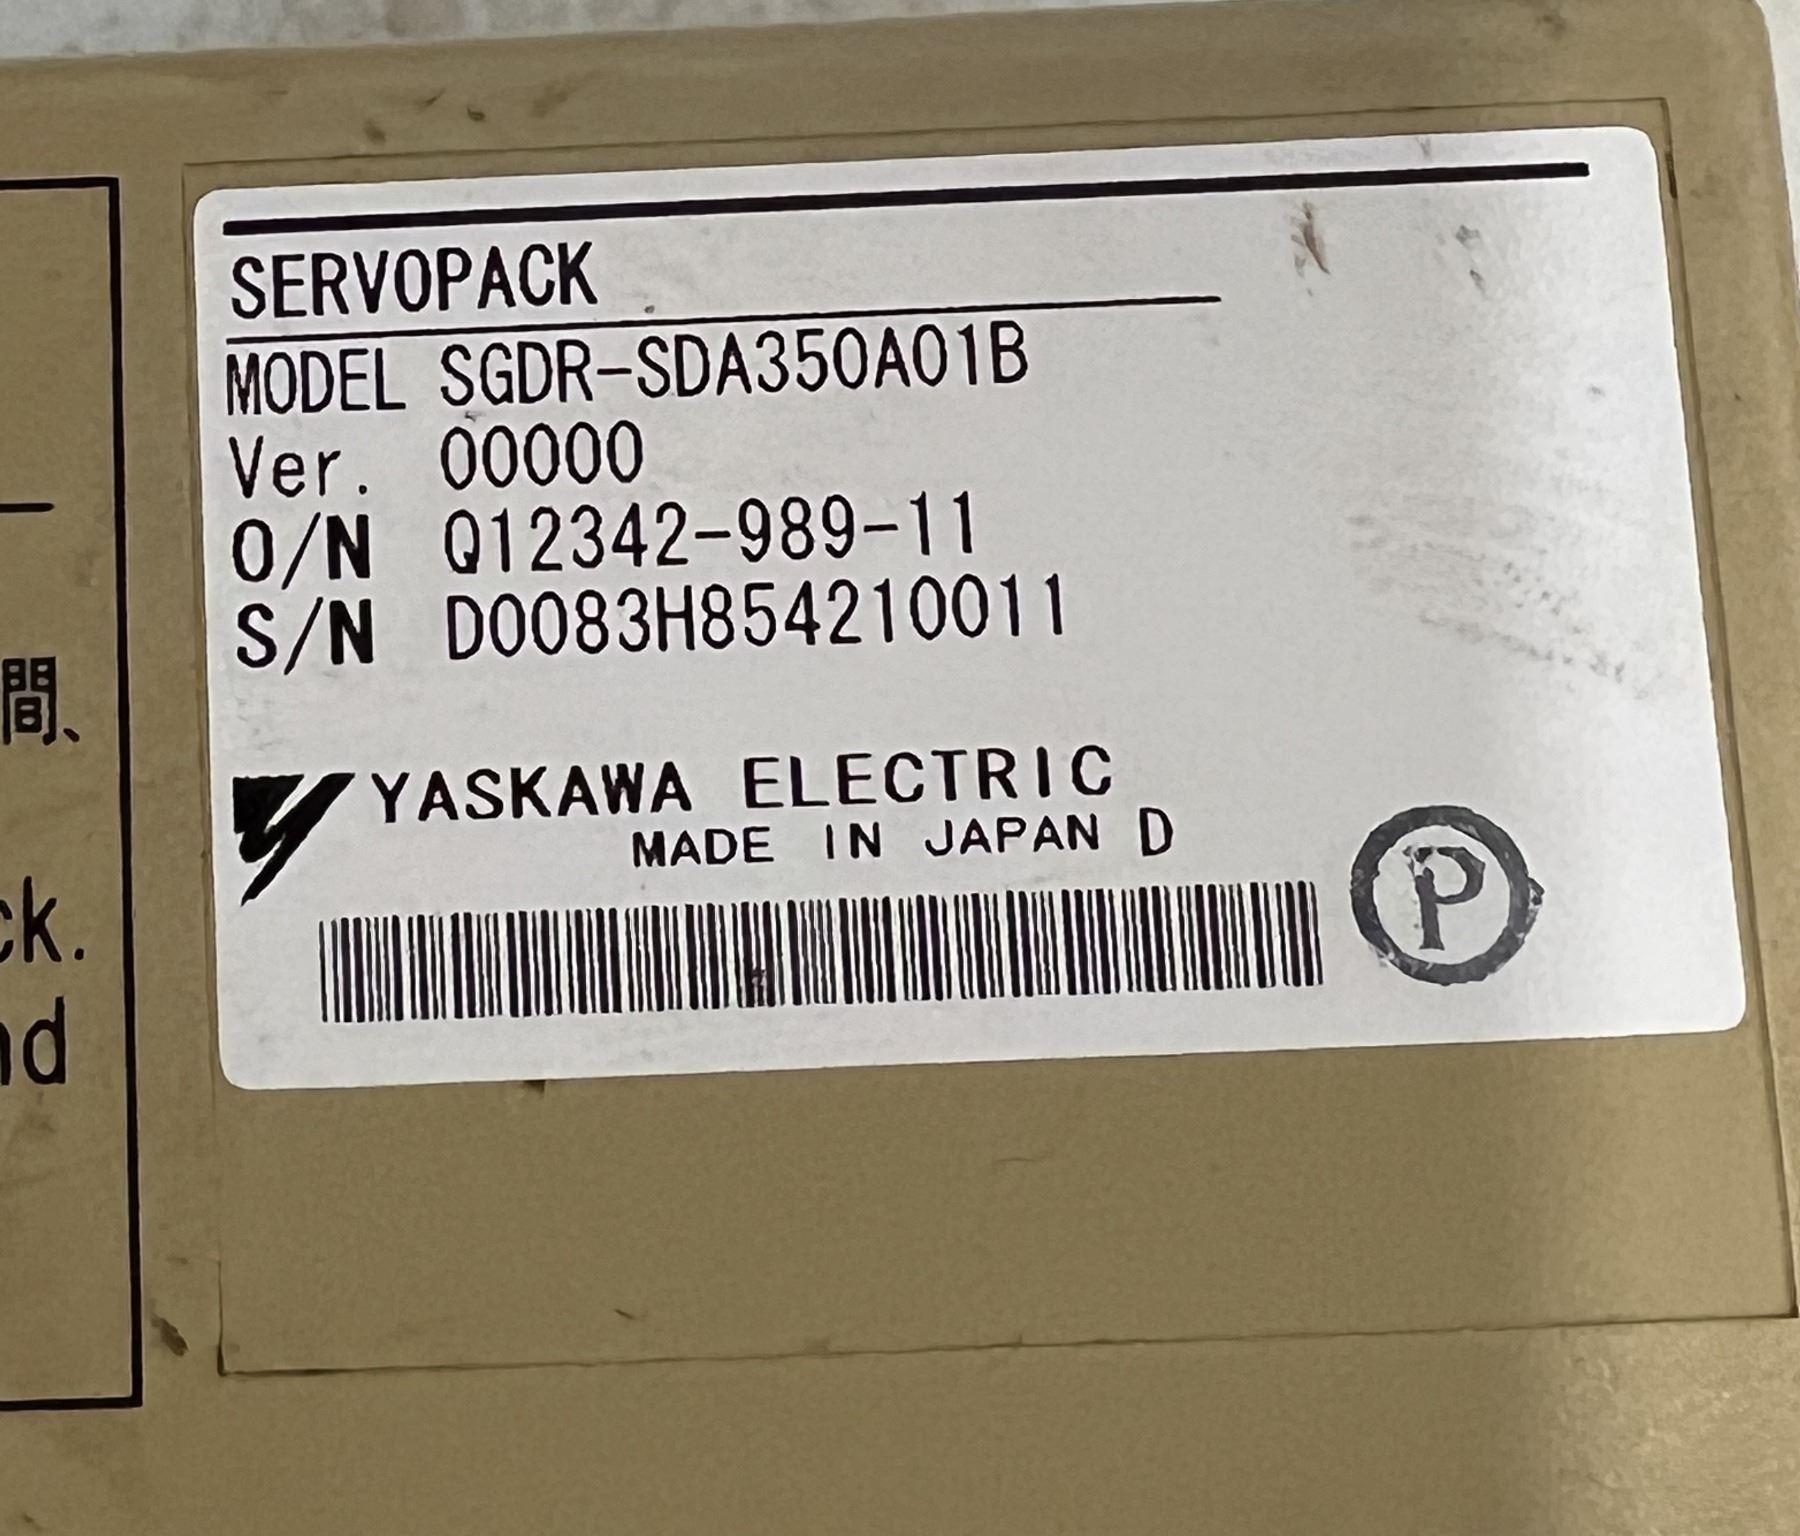 SERVOPACK
MODEL SGDR-SDA350A01B
Ver. 00000
O/N Q12342-989-11
S/N D0083H854210011
YASKAWA ELECTRIC
MADE IN JAPAN D
P
間、
ck.
nd